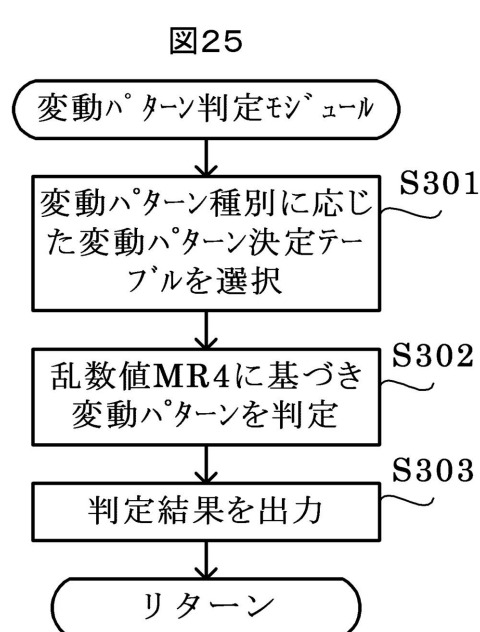 図25
変動ﾊﾟﾀｰﾝ判定ﾓｼﾞｭｰﾙ
S301
変動ﾊﾟﾀｰﾝ種別に応じ
た変動ﾊﾟﾀｰﾝ決定テー
ブルを選択
S302
乱数値MR4に基づき
変動ﾊﾟﾀｰﾝを判定
S303
判定結果を出力
リターン